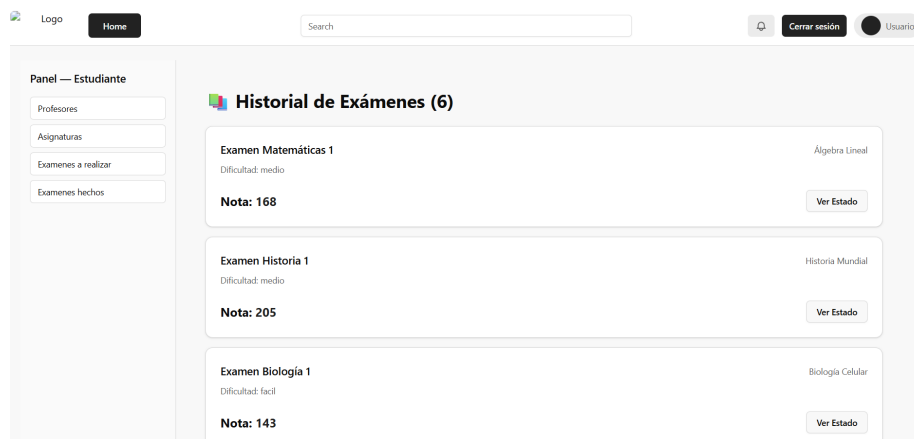 Logo
Home
Search
Cerrar sesión
Usuario
Panel — Estudiante
Profesores
Asignaturas
Examenes a realizar
Examenes hechos
Historial de Exámenes (6)
Examen Matemáticas 1
Álgebra Lineal
Dificultad: medio
Nota: 168
Ver Estado
Examen Historia 1
Historia Mundial
Dificultad: medio
Nota: 205
Ver Estado
Examen Biología 1
Biología Celular
Dificultad: facil
Nota: 143
Ver Estado